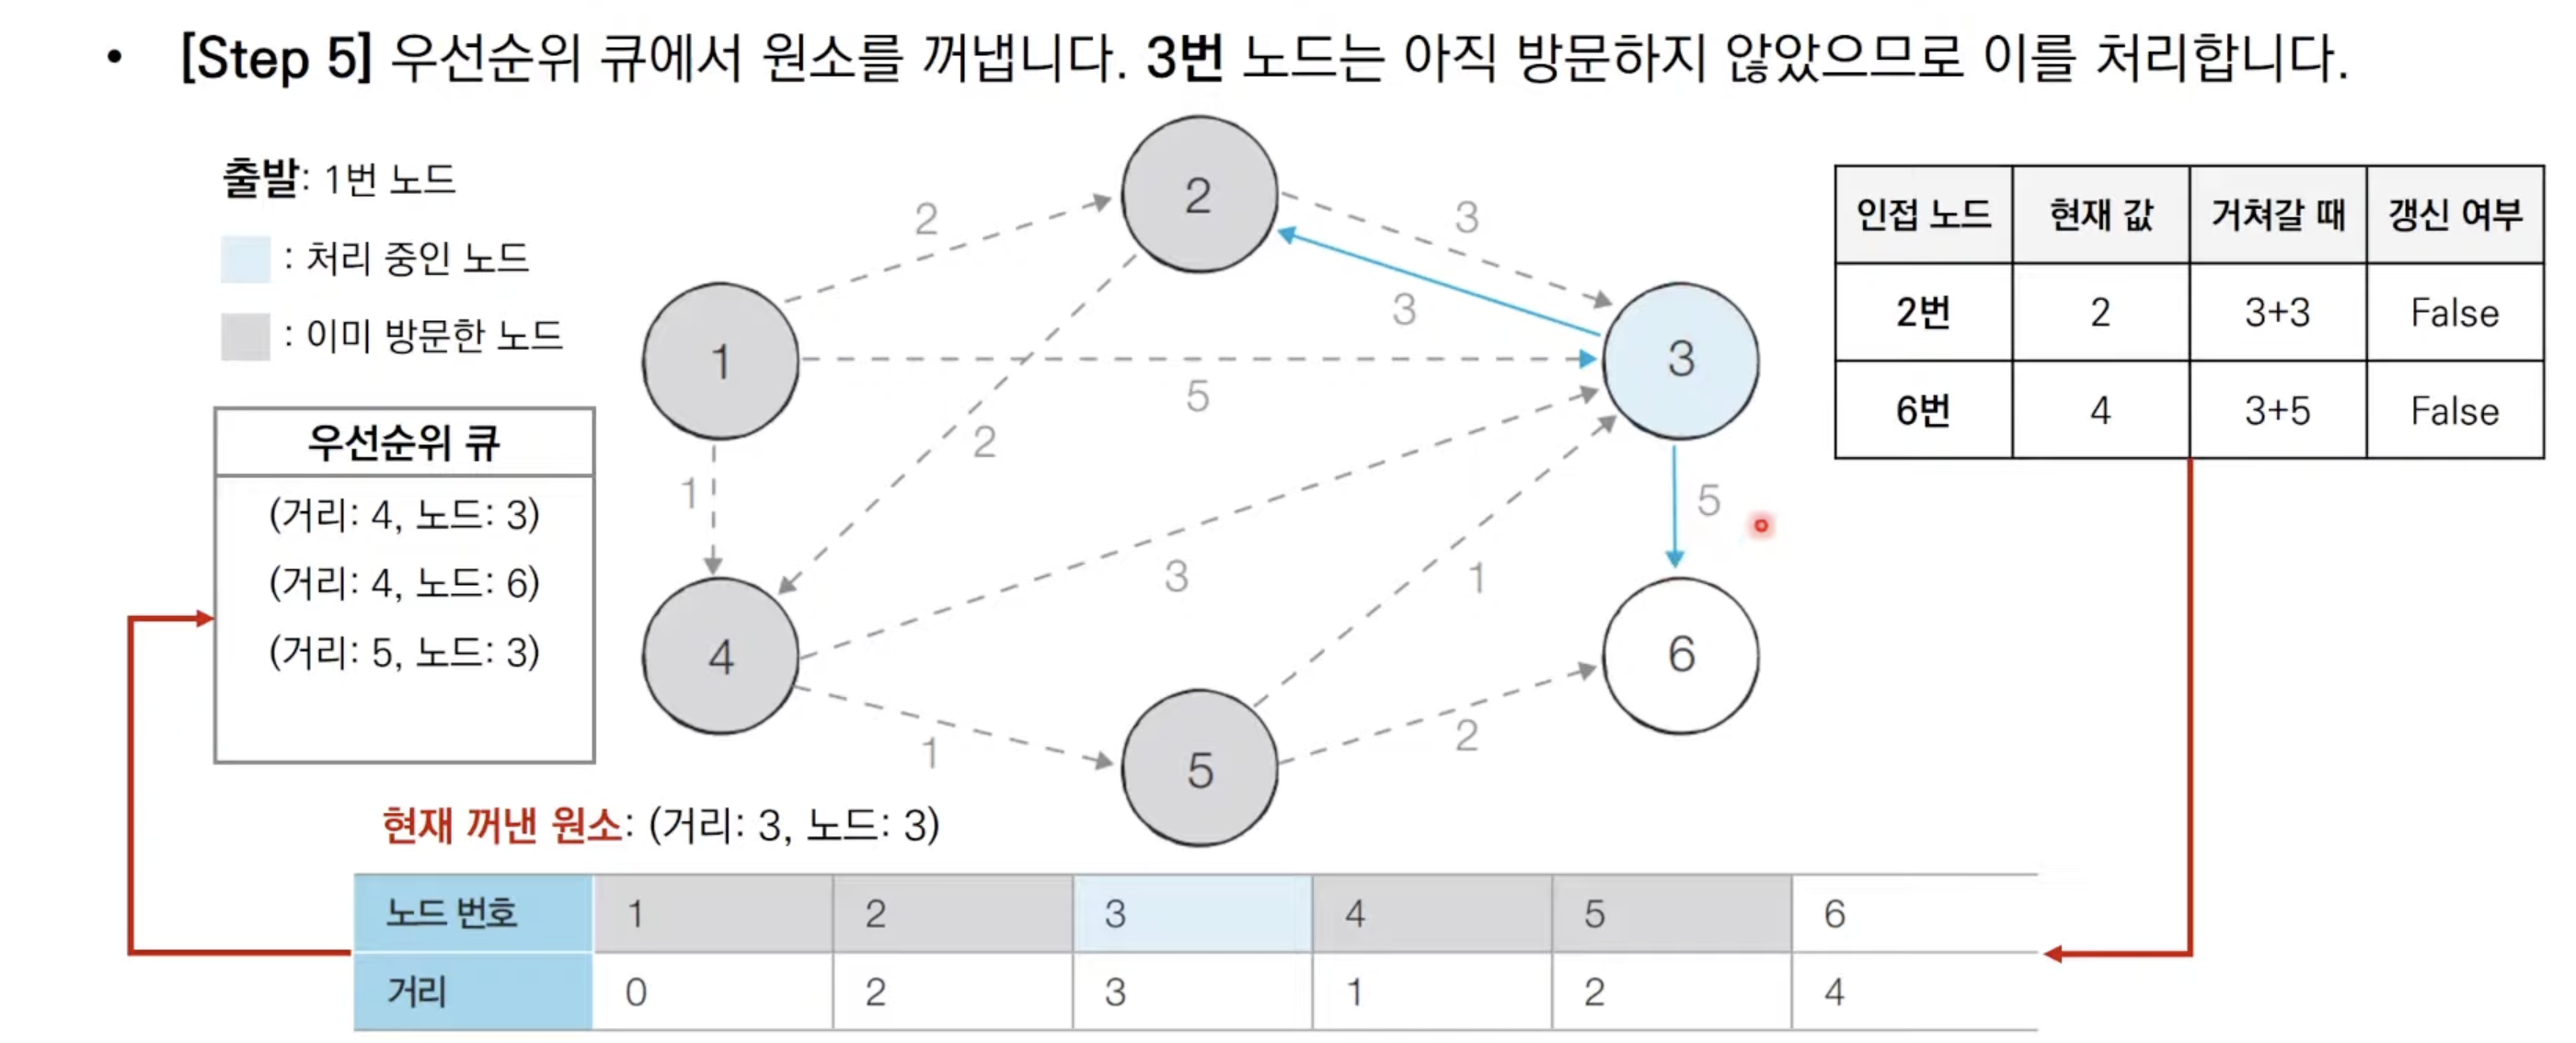 • [Step 5] 우선순위 큐에서 원소를 꺼냅니다. 3번 노드는 아직 방문하지 않았으므로 이를 처리합니다.
출발: 1번 노드
: 처리 중인 노드
: 이미 방문한 노드
우선순위 큐
(거리: 4, 노드: 3)
(거리: 4, 노드: 6)
(거리: 5, 노드: 3)
2
2
3
3
1
3
5
2
1
5
4
3
1
6
1
5
2
인접 노드 현재 값 거쳐갈 때 갱신 여부
2번 2 3+3 False
6번 4 3+5 False
현재 꺼낸 원소: (거리: 3, 노드: 3)
노드 번호 1 2 3 4 5 6
거리 0 2 3 1 2 4